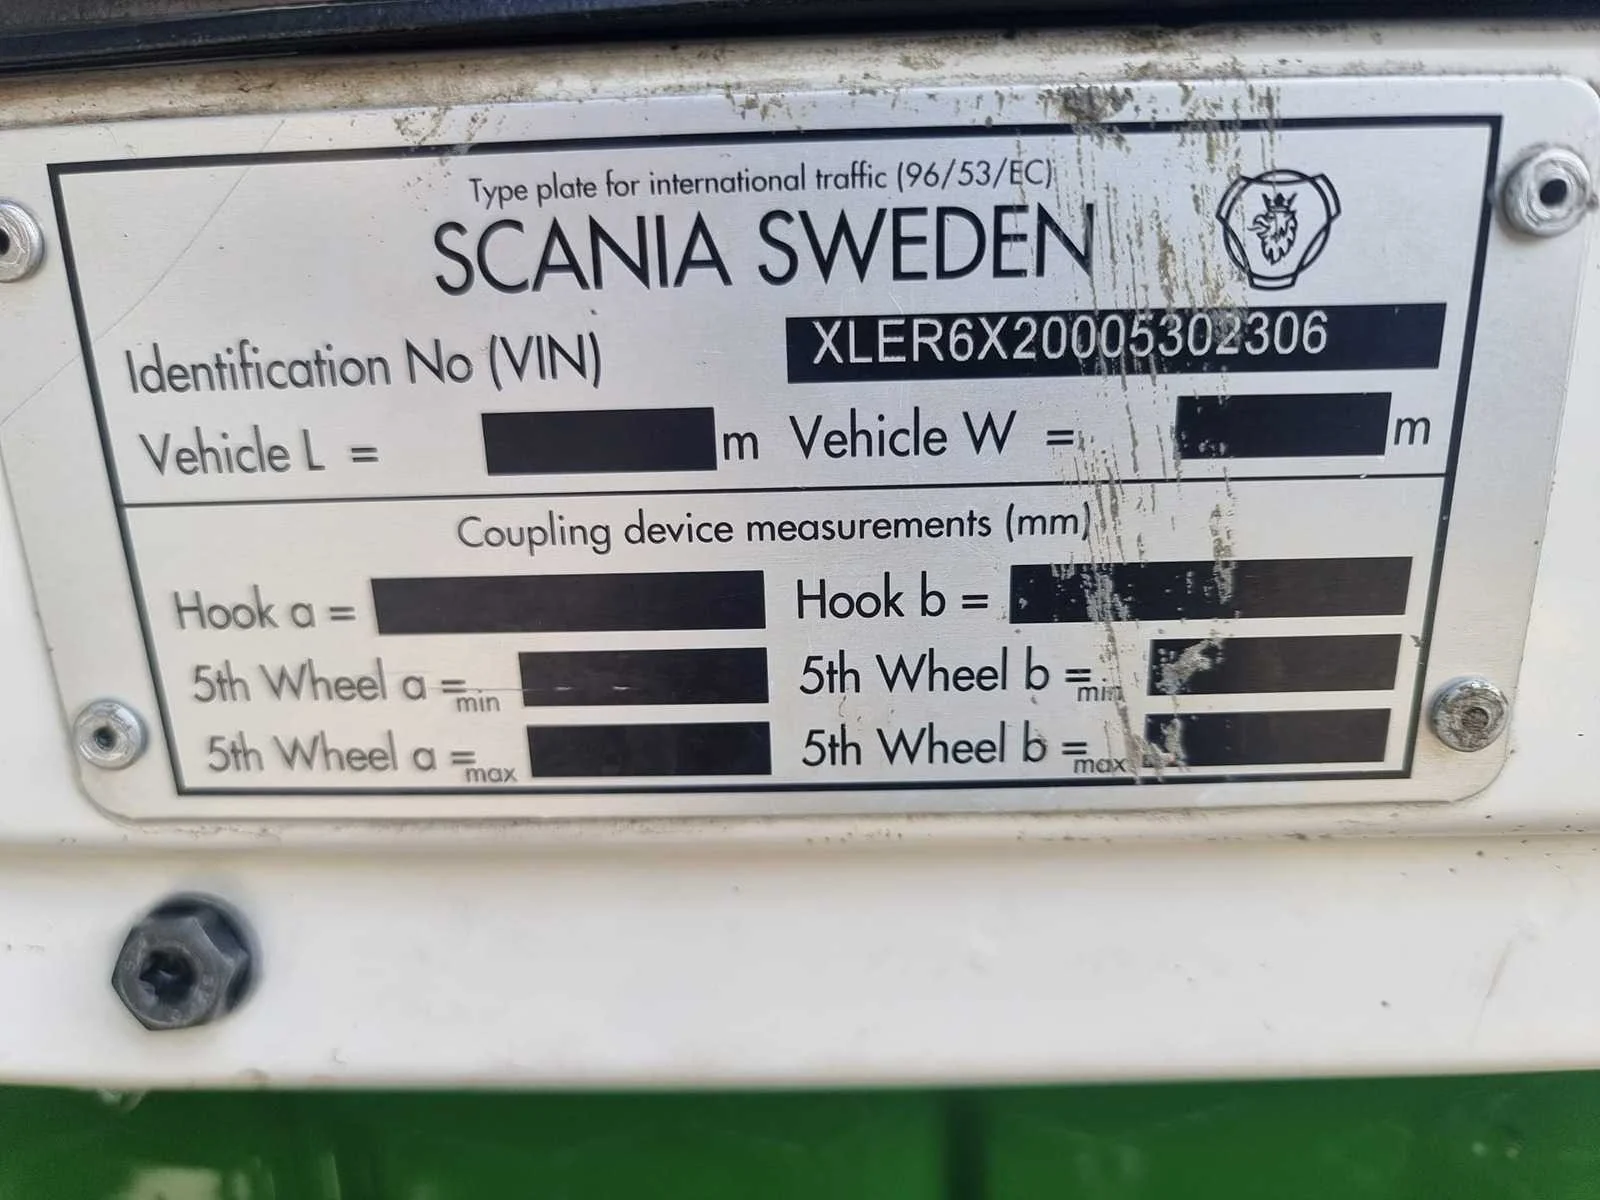 Type plate for international traffic (96/53/EC)
SCANIA SWEDEN
Identification No (VIN) XLER6X20005302306
Vehicle L = m Vehicle W = m
Coupling device measurements (mm)
Hook a = Hook b =
5th Wheel a =min 5th Wheel b =min
5th Wheel a =max 5th Wheel b =max